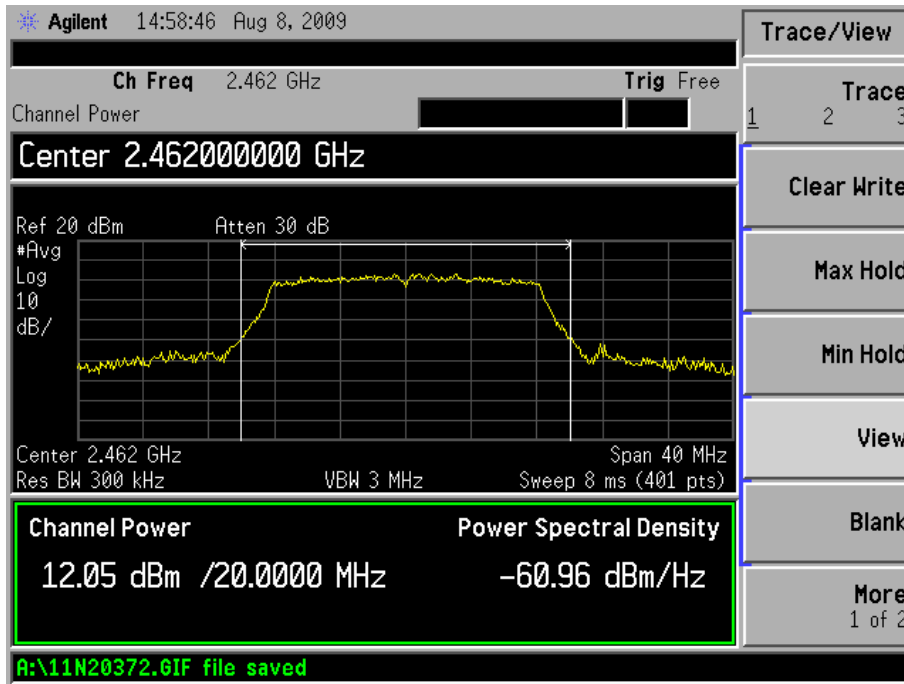 Agilent 14:58:46 Aug 8, 2009
Trace/View
Ch Freq 2.462 GHz Trig Free
Channel Power
Center 2.462000000 GHz
Ref 20 dBm Atten 30 dB
#Avg
Log
10
dB/
Center 2.462 GHz Span 40 MHz
Res BW 300 kHz VBW 3 MHz Sweep 8 ms (401 pts)
Channel Power Power Spectral Density
12.05 dBm /20.0000 MHz -60.96 dBm/Hz
A:\11N20372.GIF file saved
Trace
1 2 3
Clear Write
Max Hold
Min Hold
View
Blank
More
1 of 2